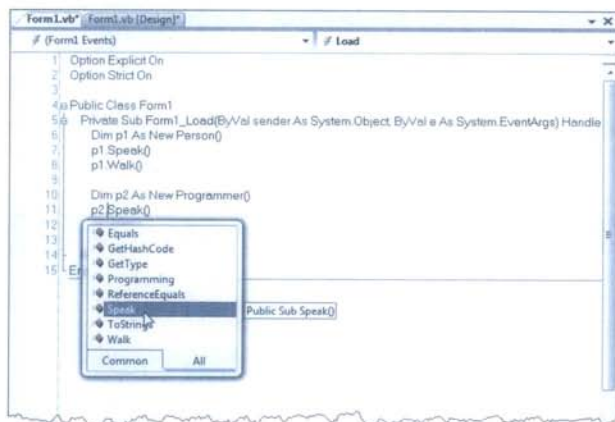 Form1.vb* Form1.vb [Design]*
(Form1 Events) Load
1 Option Explicit On
2 Option Strict On
3
4 Public Class Form1
5 Private Sub Form1_Load(ByVal sender As System.Object, ByVal e As System.EventArgs) Handle
6 Dim p1 As New Person()
7 p1.Speak()
8 p1.Walk()
9
10 Dim p2 As New Programmer()
11 p2.Speak()
12
13
14
15 En
Equals
GetHashCode
GetType
Programming
ReferenceEquals
Speak Public Sub Speak()
ToStrings
Walk
Common All